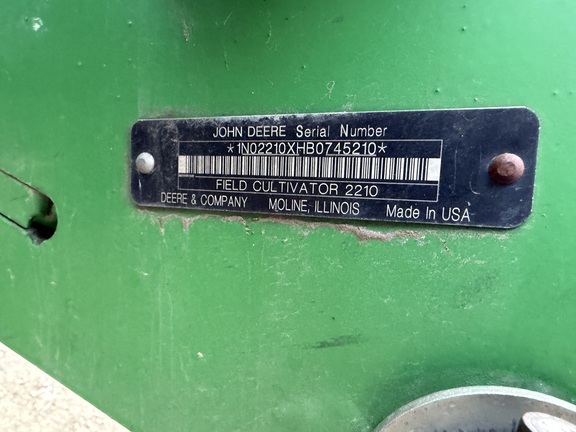 JOHN DEERE Serial Number
*1N02210XHB0745210*
FIELD CULTIVATOR 2210
DEERE & COMPANY MOLINE, ILLINOIS Made In USA